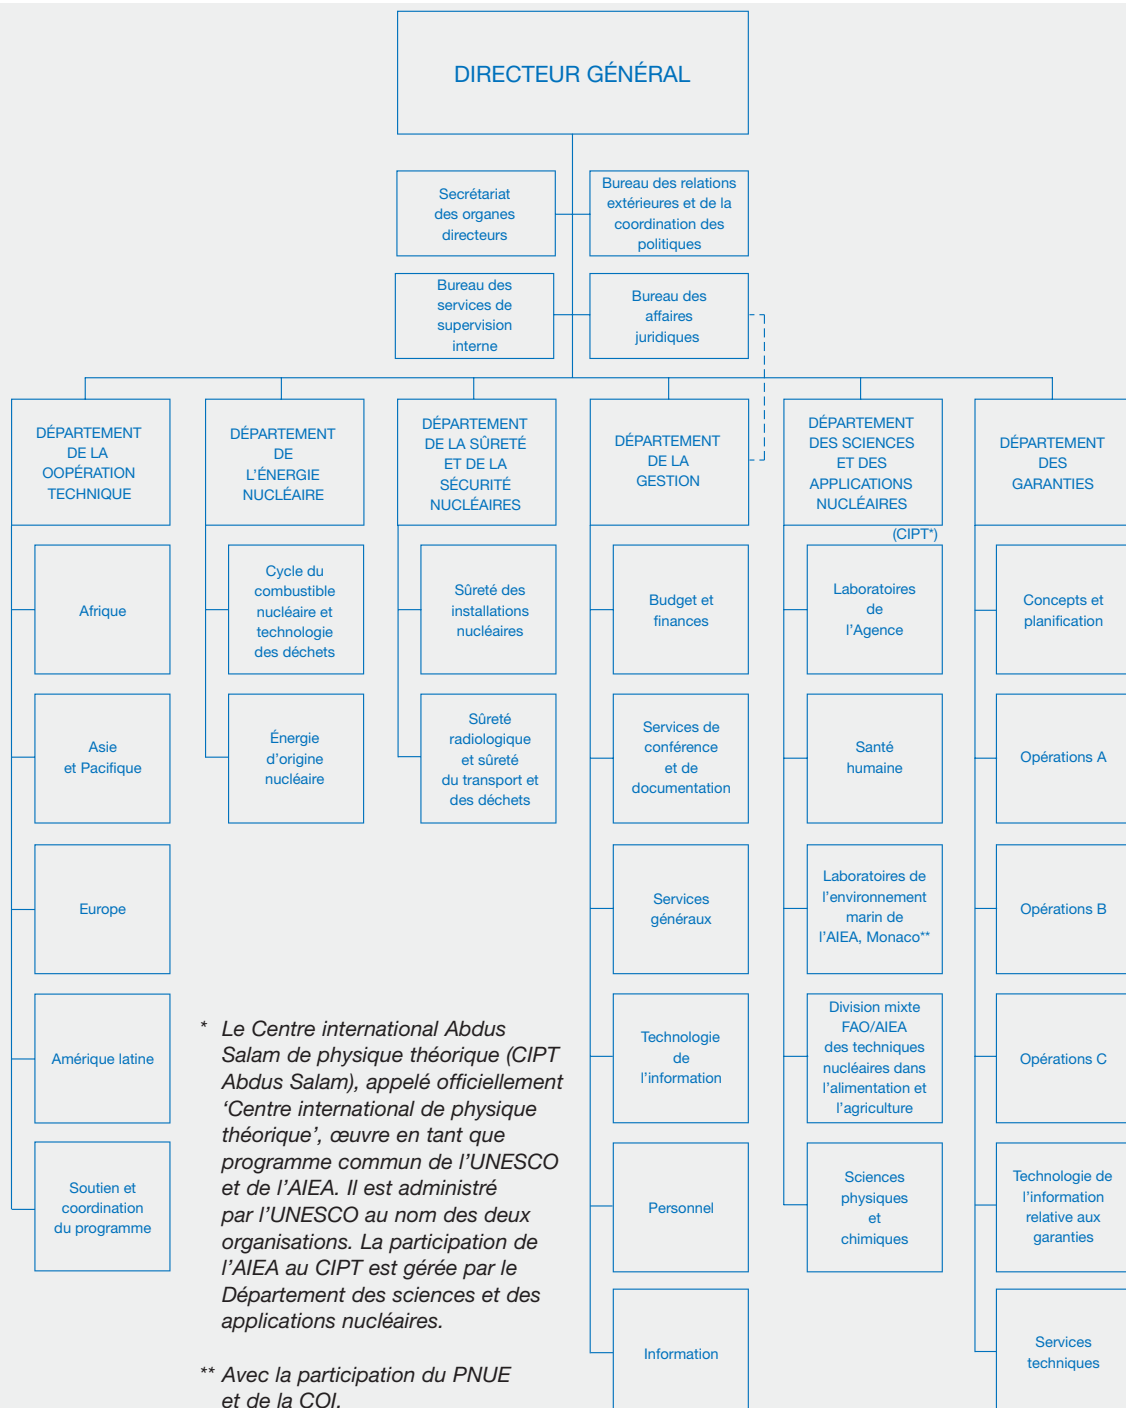 DIRECTEUR GÉNÉRAL
Secrétariat
des organes
directeurs
Bureau des relations
extérieures et de la
coordination des
politiques
Bureau des
services de
supervision
interne
Bureau des
affaires
juridiques
DÉPARTEMENT
DE LA
OOPÉRATION
TECHNIQUE
Afrique
Asie
et Pacifique
Europe
Amérique latine
Soutien et
coordination
du programme
DÉPARTEMENT
DE
L'ÉNERGIE
NUCLÉAIRE
Cycle du
combustible
nucléaire et
technologie
des déchets
Énergie
d'origine
nucléaire
DÉPARTEMENT
DE LA SÛRETÉ
ET DE LA
SÉCURITÉ
NUCLÉAIRES
Sûreté des
installations
nucléaires
Sûreté
radiologique
et sûreté
du transport et
des déchets
DÉPARTEMENT
DE LA
GESTION
Budget et
finances
Services de
conférence
et de
documentation
Services
généraux
Technologie
de
l'information
Personnel
Information
DÉPARTEMENT
DES SCIENCES
ET DES
APPLICATIONS
NUCLÉAIRES
(CIPT*)
Laboratoires
de
l'Agence
Santé
humaine
Laboratoires de
l'environnement
marin de
l'AIEA, Monaco**
Division mixte
FAO/AIEA
des techniques
nucléaires dans
l'alimentation et
l'agriculture
Sciences
physiques
et
chimiques
DÉPARTEMENT
DES
GARANTIES
Concepts et
planification
Opérations A
Opérations B
Opérations C
Technologie de
l'information
relative aux
garanties
Services
techniques
* Le Centre international Abdus
Salam de physique théorique (CIPT
Abdus Salam), appelé officiellement
‘Centre international de physique
théorique’, œuvre en tant que
programme commun de l'UNESCO
et de l'AIEA. Il est administré
par l'UNESCO au nom des deux
organisations. La participation de
l'AIEA au CIPT est gérée par le
Département des sciences et des
applications nucléaires.
** Avec la participation du PNUE
et de la COI.